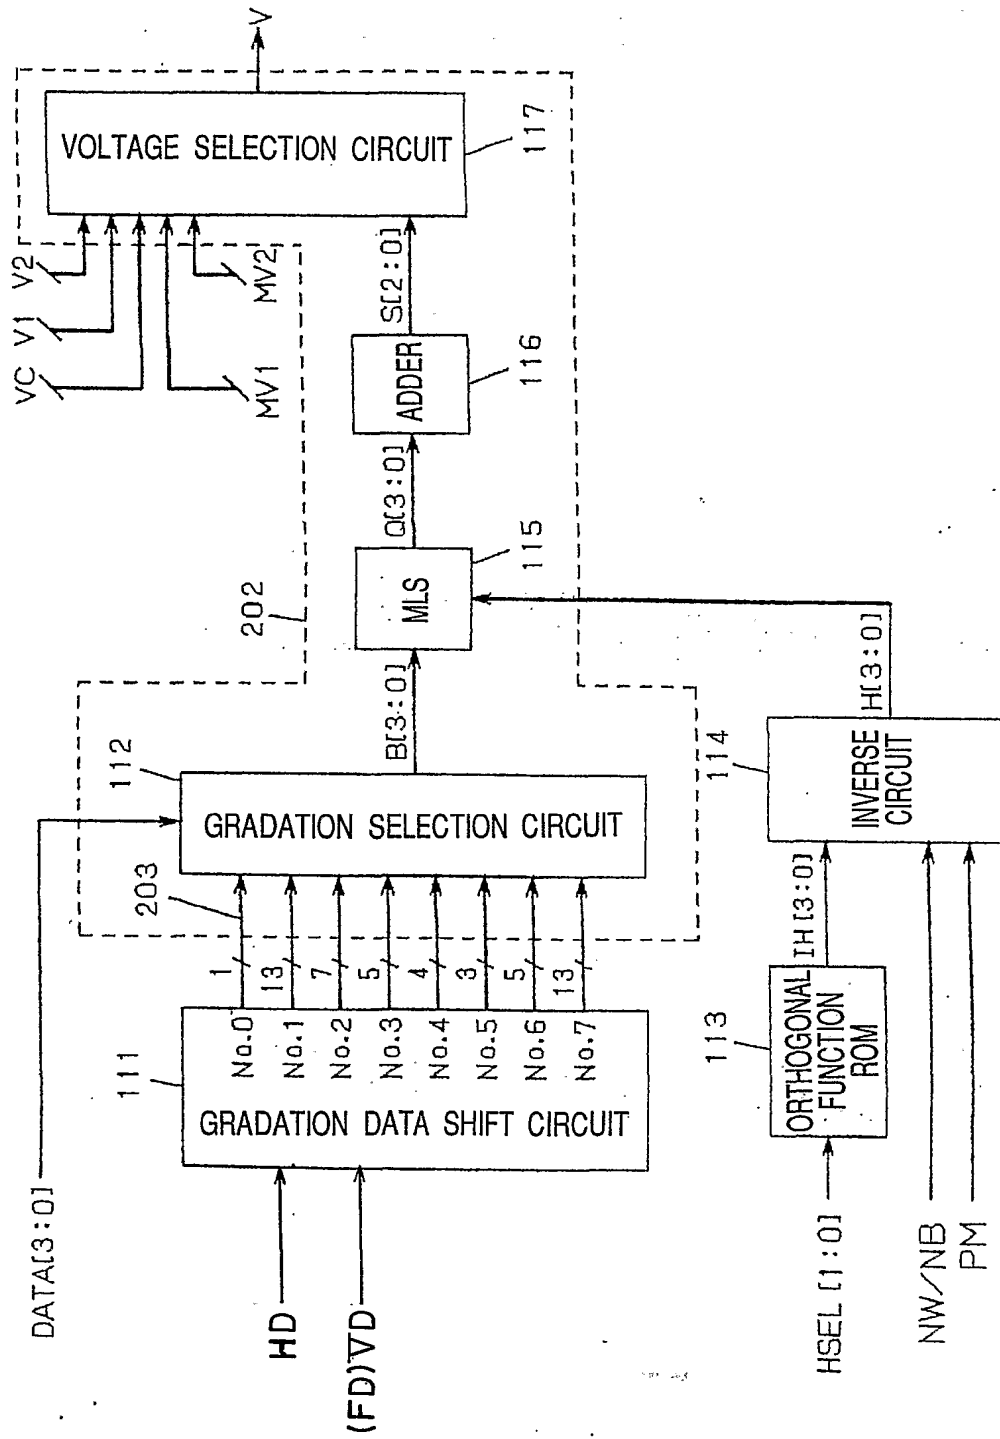 DATA[3:0]
HD
(FD)VD
111
GRADATION DATA SHIFT CIRCUIT
No.0
No.1
No.2
No.3
No.4
No.5
No.6
No.7
1
13
7
5
4
3
5
13
203
112
GRADATION SELECTION CIRCUIT
B[3:0]
202
MLS
115
Q[3:0]
ADDER
116
S[2:0]
VC
V1
V2
MV1
MV2
VOLTAGE SELECTION CIRCUIT
117
V
HSEL [1:0]
NW/NB
PM
113
ORTHOGONAL
FUNCTION
ROM
IH[3:0]
114
INVERSE
CIRCUIT
H[3:0]